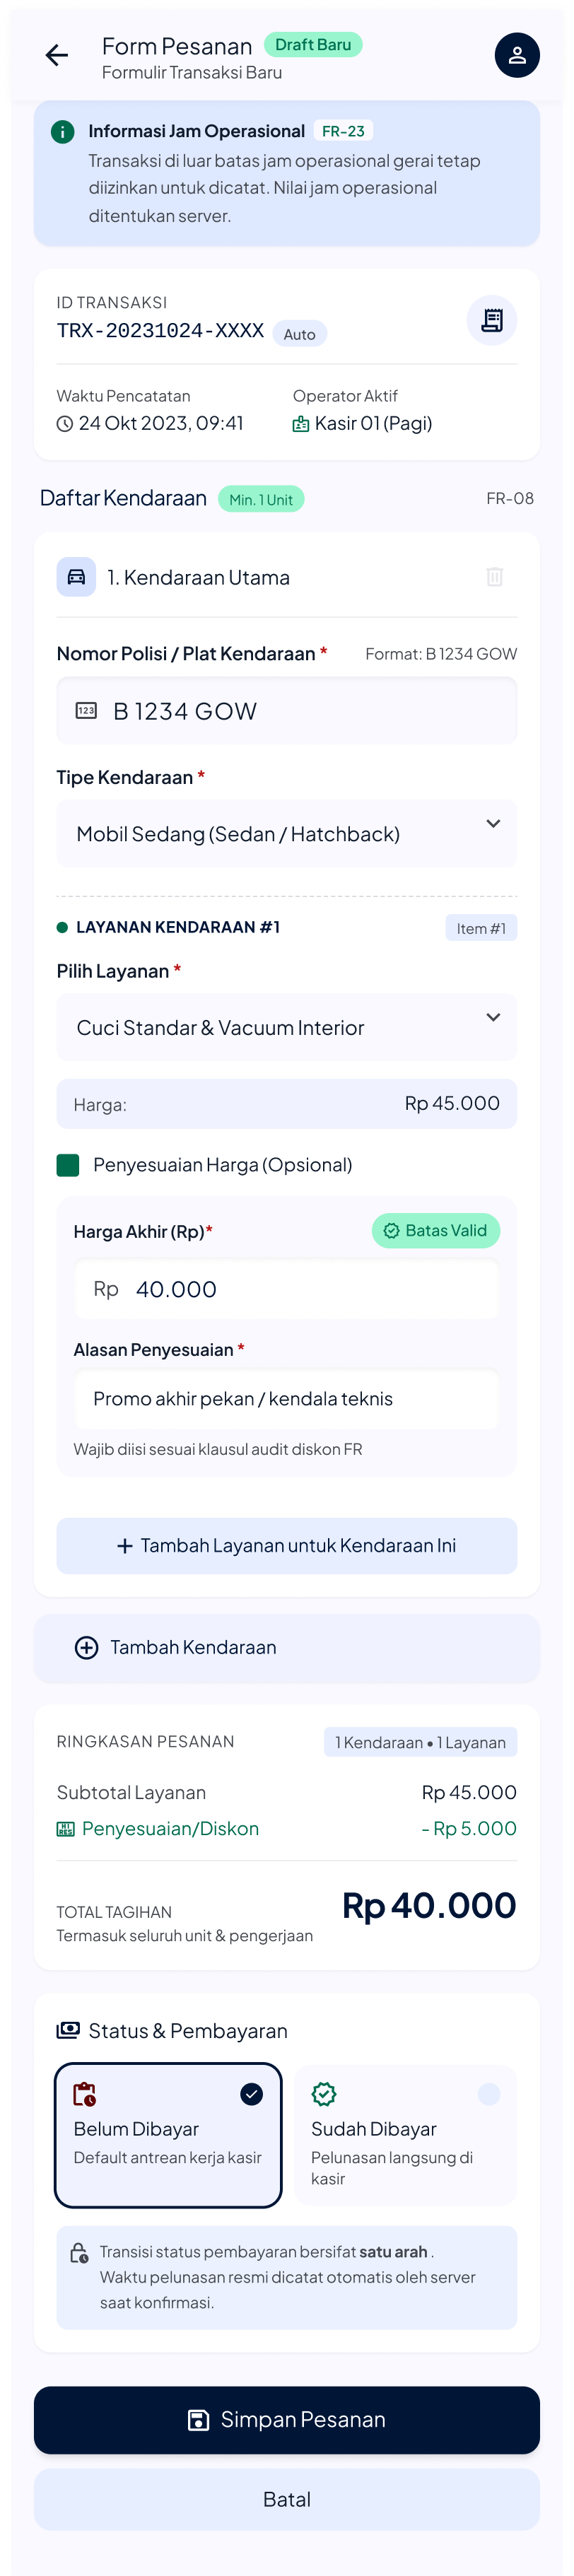 Form Pesanan Draft Baru
Formulir Transaksi Baru
Informasi Jam Operasional FR-23
Transaksi di luar batas jam operasional gerai tetap
diizinkan untuk dicatat. Nilai jam operasional
ditentukan server.
ID TRANSAKSI
TRX-20231024-XXXX Auto
Waktu Pencatatan Operator Aktif
24 Okt 2023, 09:41 Kasir 01 (Pagi)
Daftar Kendaraan Min. 1 Unit FR-08
1. Kendaraan Utama
Nomor Polisi / Plat Kendaraan * Format: B 1234 GOW
123 B 1234 GOW
Tipe Kendaraan *
Mobil Sedang (Sedan / Hatchback)
LAYANAN KENDARAAN #1 Item #1
Pilih Layanan *
Cuci Standar & Vacuum Interior
Harga: Rp 45.000
Penyesuaian Harga (Opsional)
Harga Akhir (Rp)* Batas Valid
Rp 40.000
Alasan Penyesuaian *
Promo akhir pekan / kendala teknis
Wajib diisi sesuai klausul audit diskon FR
+ Tambah Layanan untuk Kendaraan Ini
Tambah Kendaraan
RINGKASAN PESANAN 1 Kendaraan • 1 Layanan
Subtotal Layanan Rp 45.000
Penyesuaian/Diskon - Rp 5.000
TOTAL TAGIHAN Rp 40.000
Termasuk seluruh unit & pengerjaan
Status & Pembayaran
Belum Dibayar
Default antrean kerja kasir
Sudah Dibayar
Pelunasan langsung di
kasir
Transisi status pembayaran bersifat satu arah .
Waktu pelunasan resmi dicatat otomatis oleh server
saat konfirmasi.
Simpan Pesanan
Batal